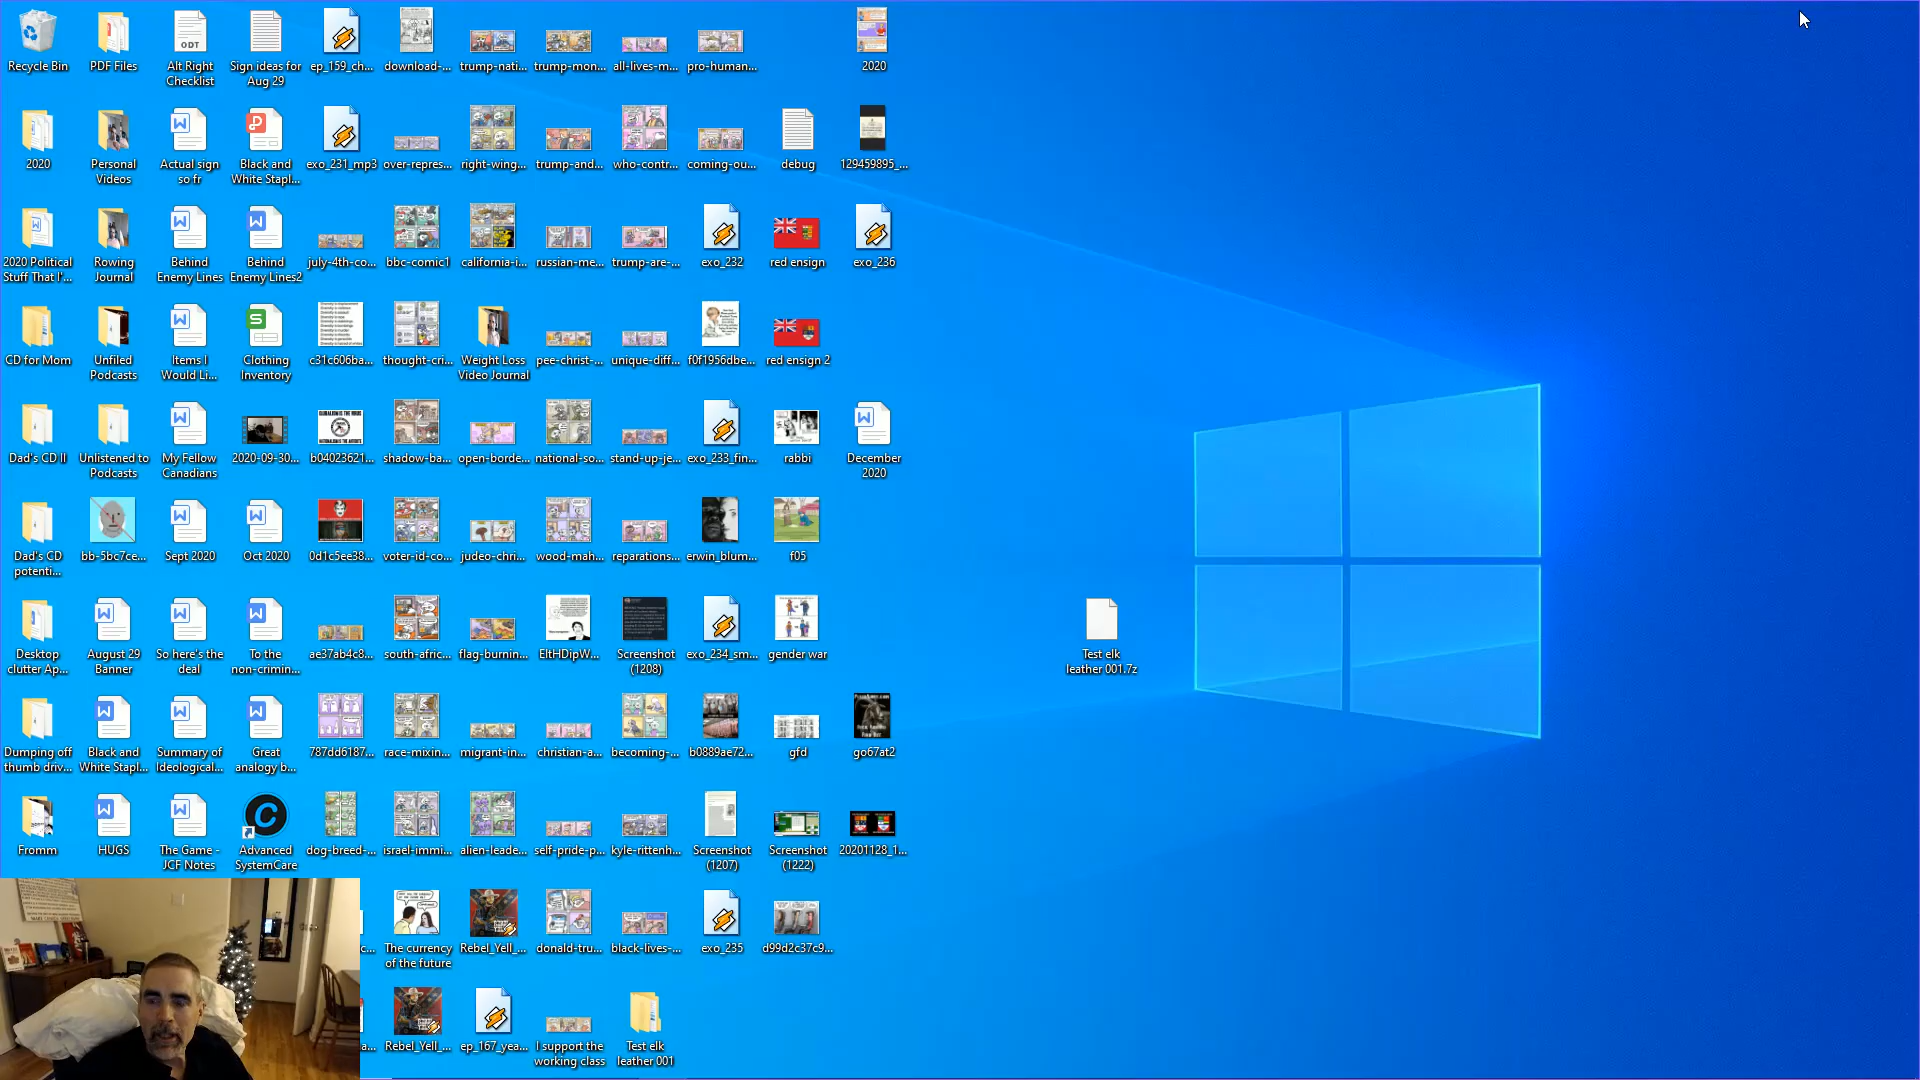 Recycle Bin
PDF Files
Alt Right
Checklist
Sign ideas for
Aug 29
ep_159_ch...
download-...
trump-nati...
trump-mon...
all-lives-m...
pro-human...
2020
ODT
2020
Personal
Videos
Actual sign
so fr
Black and
White Stapl...
exo_231_mp3
over-repres...
right-wing...
trump-and...
who-contr...
coming-ou...
debug
129459895_...
2020 Political
Stuff That I'...
Rowing
Journal
Behind
Enemy Lines
Behind
Enemy Lines2
july-4th-co...
bbc-comic1
california-i...
russian-me...
trump-are-...
exo_232
red ensign
exo_236
CD for Mom
Unfiled
Podcasts
Items I
Would Li...
Clothing
Inventory
c31c606ba...
thought-cri...
Weight Loss
Video Journal
pee-christ-...
unique-diff...
f0f1956dbe...
red ensign 2
Dad's CD II
Unlistened to
Podcasts
My Fellow
Canadians
2020-09-30...
GLOBALISM IS THE VIRUS
NATIONALISM IS THE ANTIDOTE
b04023621...
shadow-ba...
open-borde...
national-so...
stand-up-je...
exo_233_fin...
rabbi
December
2020
Dad's CD
potenti...
bb-5bc7ce...
Sept 2020
Oct 2020
0d1c5ee38...
voter-id-co...
judeo-chri...
wood-mah...
reparations...
erwin_blum...
f05
Desktop
clutter Ap...
August 29
Banner
So here's the
deal
To the
non-crimin...
ae37ab4c8...
south-afric...
flag-burnin...
EltHDipW...
Screenshot
(1208)
exo_234_sm...
gender war
Test elk
leather 001.7z
Dumping off
thumb driv...
Black and
White Stapl...
Summary of
Ideological...
Great
analogy b...
787dd6187...
race-mixin...
migrant-in...
christian-a...
becoming-...
b0889ae72...
gfd
go67at2
Fromm
HUGS
The Game -
JCF Notes
Advanced
SystemCare
dog-breed-...
israel-immi...
alien-leade...
self-pride-p...
kyle-rittenh...
Screenshot
(1207)
Screenshot
(1222)
20201128_1...
c...
The currency
of the future
Rebel_Yell_...
donald-tru...
black-lives-...
exo_235
d99d2c37c9...
a...
Rebel_Yell_...
ep_167_yea...
I support the
working class
Test elk
leather 001